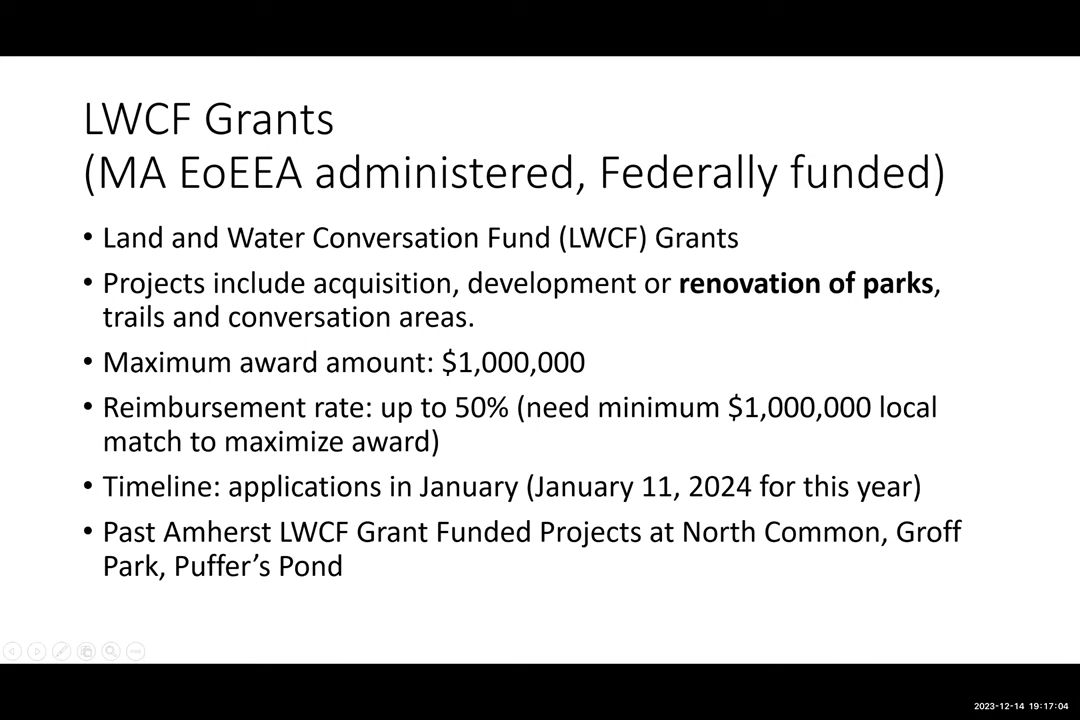 LWCF Grants
(MA EoEEA administered, Federally funded)
• Land and Water Conversation Fund (LWCF) Grants
• Projects include acquisition, development or renovation of parks,
trails and conversation areas.
• Maximum award amount: $1,000,000
• Reimbursement rate: up to 50% (need minimum $1,000,000 local
match to maximize award)
• Timeline: applications in January (January 11, 2024 for this year)
• Past Amherst LWCF Grant Funded Projects at North Common, Groff
Park, Puffer’s Pond
2023-12-14 19:17:04